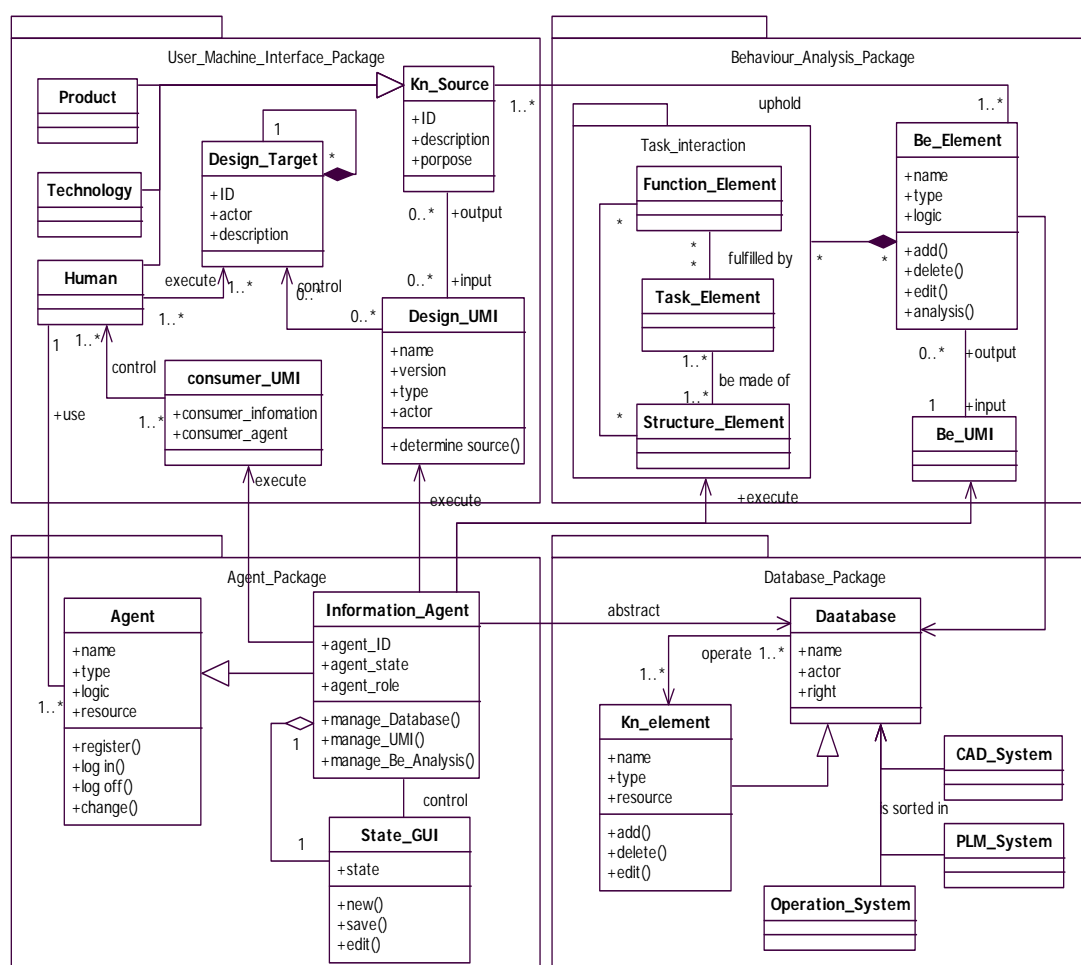 User_Machine_Interface_Package
Product
Technology
Human
Kn_Source
+ID
+description
+porpose
1
Design_Target
*
+ID
+actor
+description
execute
1..*
1..*
control
0..*
0..*
0..*
+output
0..*
+input
Design_UMI
+name
+version
+type
+actor
+determine source()
1
1..*
control
+use
consumer_UMI
1..*
+consumer_infomation
+consumer_agent
execute
execute
Behaviour_Analysis_Package
1..*
uphold
1..*
Task_interaction
Function_Element
*
*
*
fulfilled by
Task_Element
1..*
be made of
1..*
*
Structure_Element
*
*
Be_Element
+name
+type
+logic
+add()
+delete()
+edit()
+analysis()
0..*
+output
1
+input
Be_UMI
+execute
Agent_Package
Agent
+name
+type
+logic
+resource
1..*
+register()
+log in()
+log off()
+change()
Information_Agent
+agent_ID
+agent_state
+agent_role
+manage_Database()
+manage_UMI()
+manage_Be_Analysis()
1
control
1
State_GUI
+state
+new()
+save()
+edit()
Database_Package
abstract
Daatabase
+name
+actor
+right
operate
1..*
1..*
Kn_element
+name
+type
+resource
+add()
+delete()
+edit()
CAD_System
is sorted in
PLM_System
Operation_System